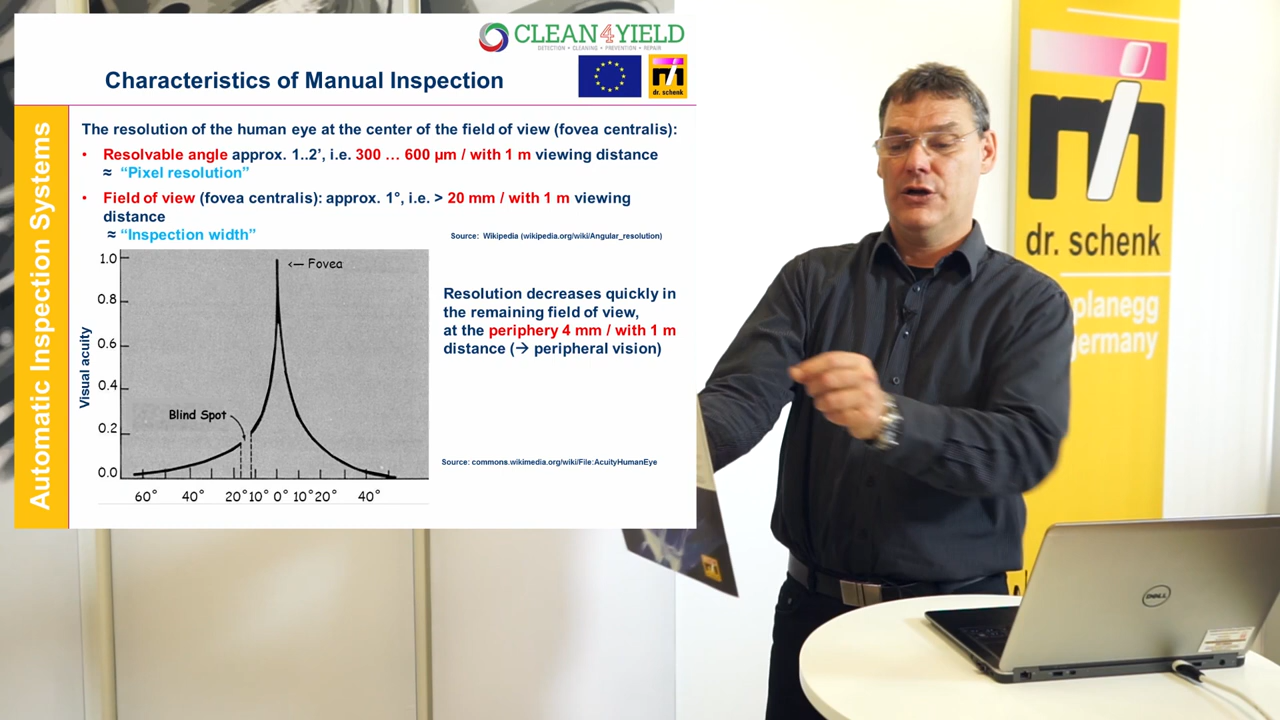 CLEAN4YIELD
DETECTION • CLEANING • PREVENTION • REPAIR
Characteristics of Manual Inspection
dr. schenk
Automatic Inspection Systems
The resolution of the human eye at the center of the field of view (fovea centralis):
• Resolvable angle approx. 1..2’, i.e. 300 … 600 µm / with 1 m viewing distance
≈ “Pixel resolution”
• Field of view (fovea centralis): approx. 1°, i.e. > 20 mm / with 1 m viewing
distance
≈ “Inspection width”
Source: Wikipedia (wikipedia.org/wiki/Angular_resolution)
Visual acuity
1.0
0.8
0.6
0.4
0.2
0.0
<— Fovea
Blind Spot
60° 40° 20° 10° 0° 10° 20° 40°
Resolution decreases quickly in
the remaining field of view,
at the periphery 4 mm / with 1 m
distance (→ peripheral vision)
Source: commons.wikimedia.org/wiki/File:AcuityHumanEye
dr. schenk
planegg
germany
DELL